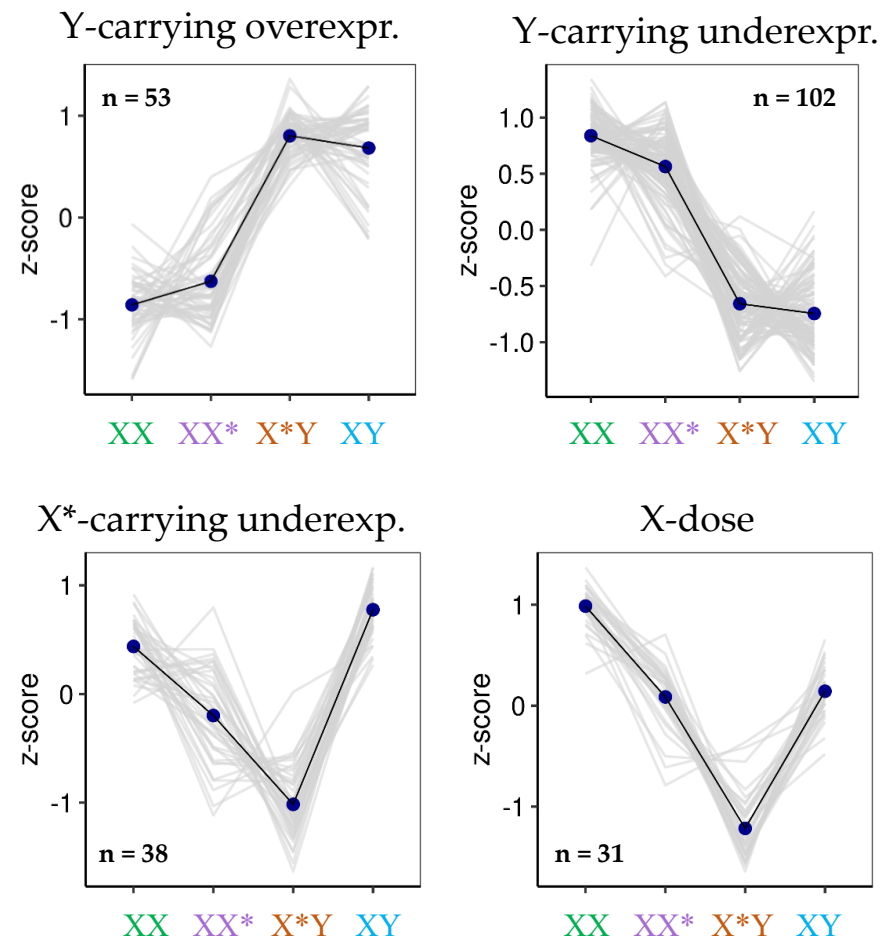 Y-carrying overexpr.
n = 53
1
0
-1
z-score
XX XX* X*Y XY
Y-carrying underexpr.
n = 102
1.0
0.5
0.0
-0.5
-1.0
z-score
XX XX* X*Y XY
X*-carrying underexp.
1
0
-1
z-score
n = 38
XX XX* X*Y XY
X-dose
1
0
-1
z-score
n = 31
XX XX* X*Y XY